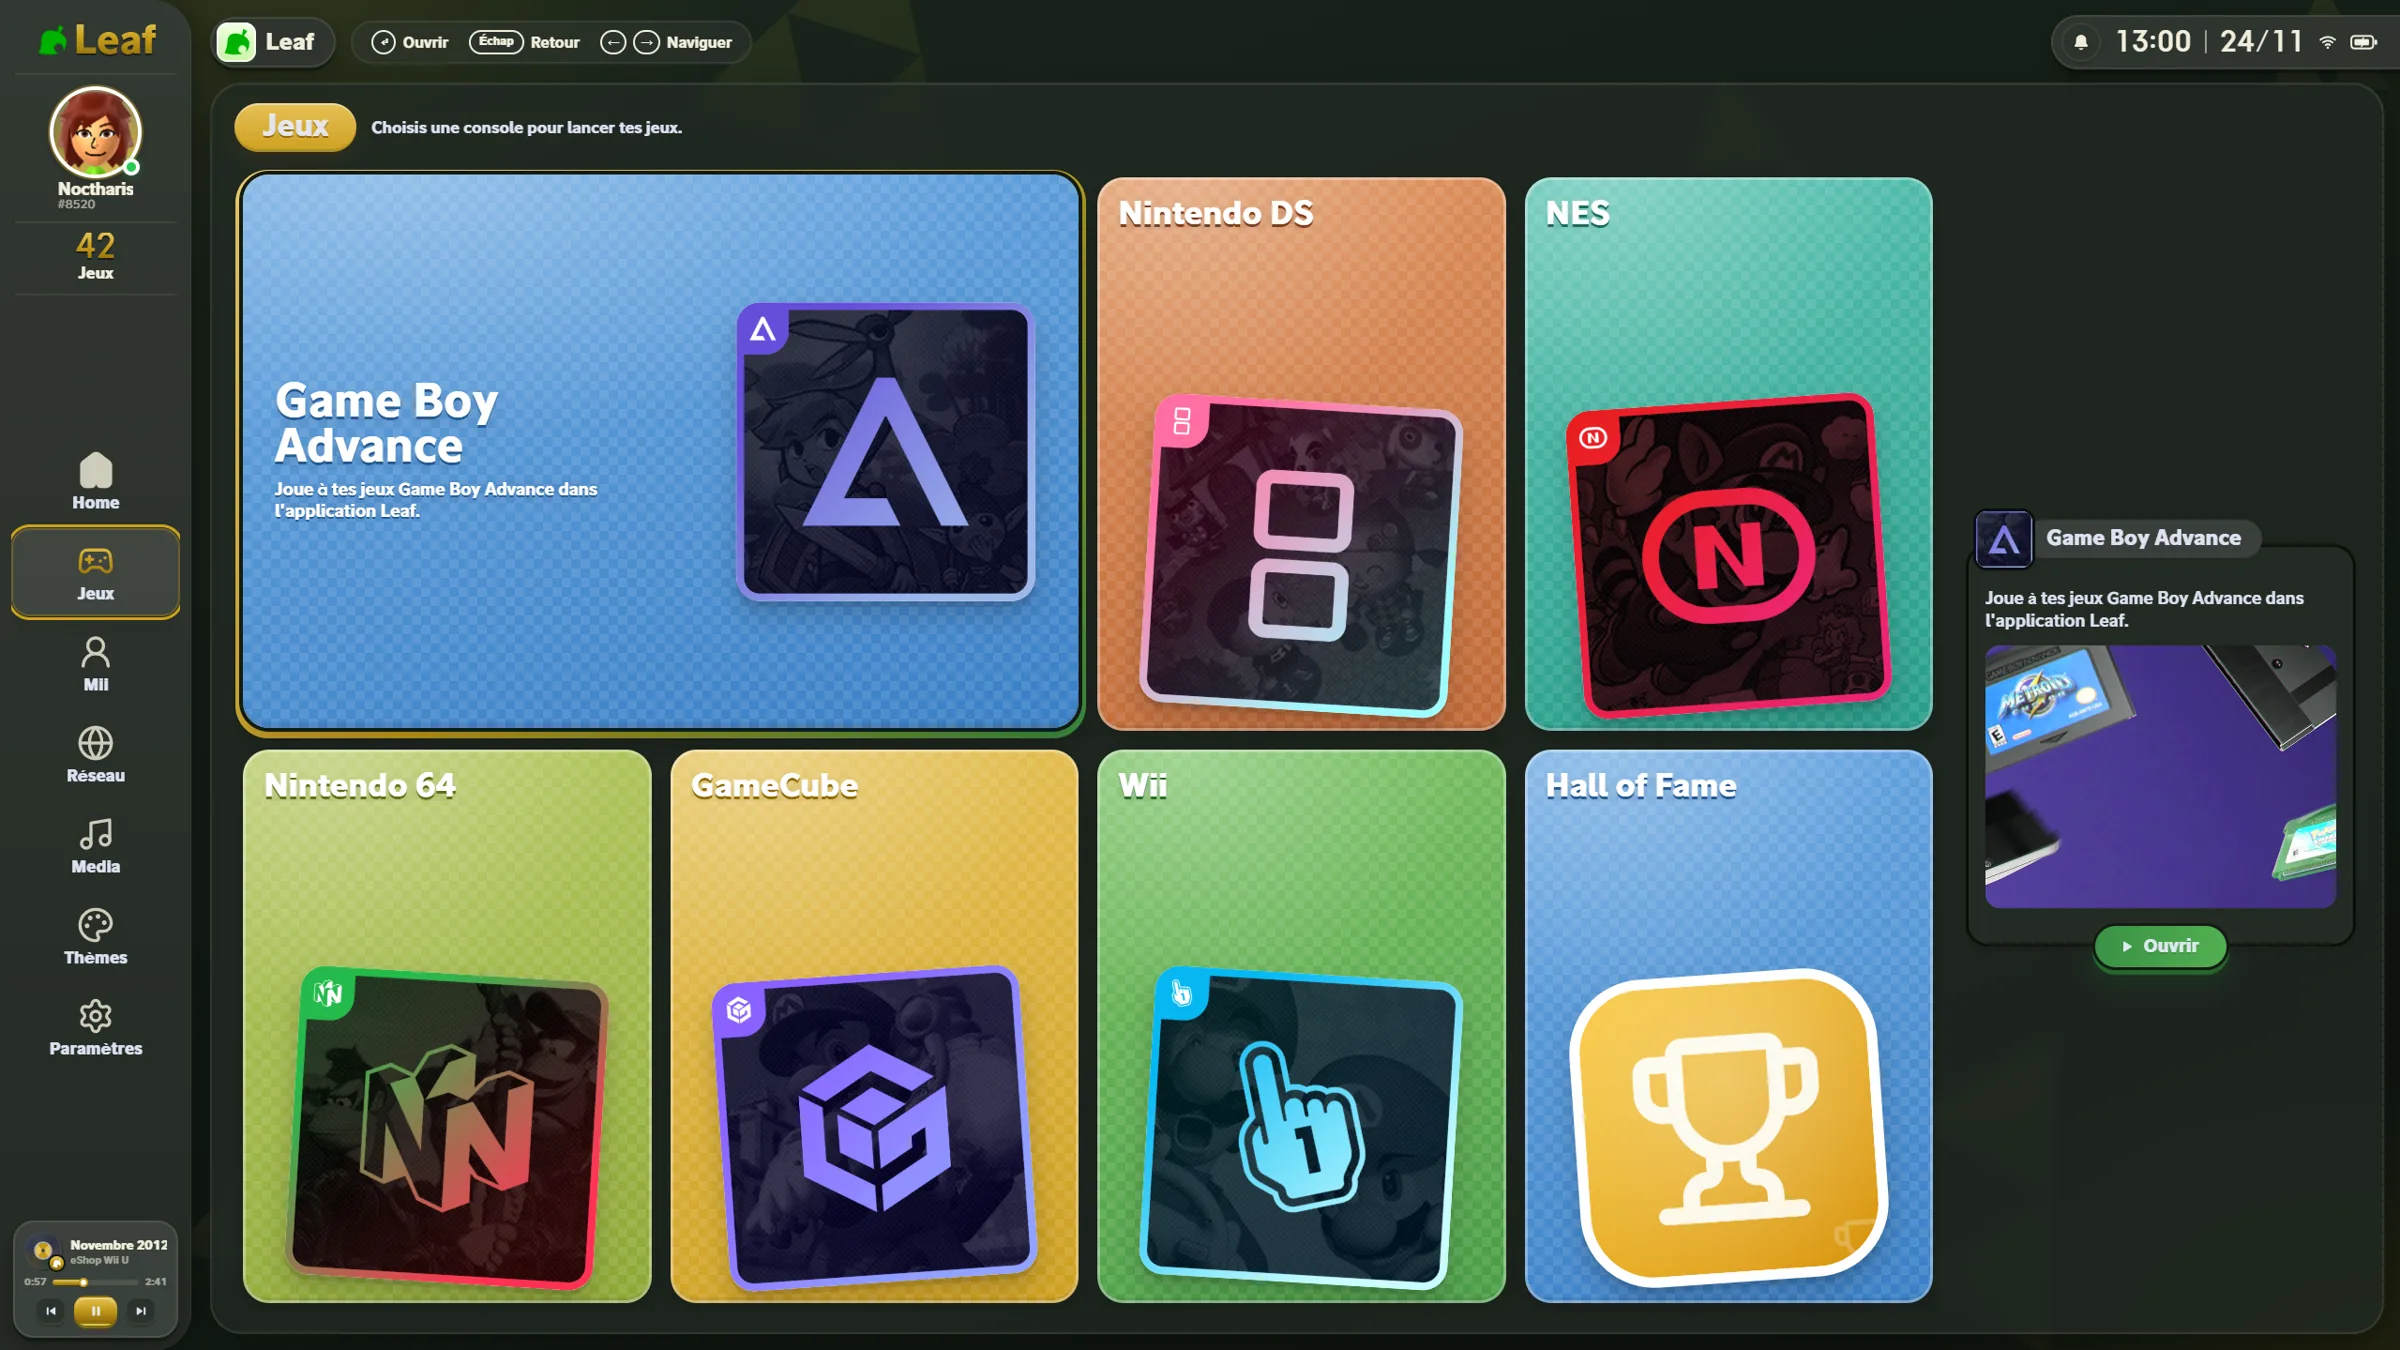 Leaf
Noctharis
#8520
42
Jeux
Home
Jeux
Mii
Réseau
Media
Thèmes
Paramètres
Novembre 2012
eShop Wii U
0:57
2:41
Leaf
Ouvrir
Échap Retour
Naviguer
13:00 | 24/11
Jeux
Choisis une console pour lancer tes jeux.
Game Boy
Advance
Joue à tes jeux Game Boy Advance dans
l'application Leaf.
Nintendo DS
NES
N
N
Nintendo 64
GameCube
Wii
1
Hall of Fame
Game Boy Advance
Joue à tes jeux Game Boy Advance dans
l'application Leaf.
METROID
E
Ouvrir